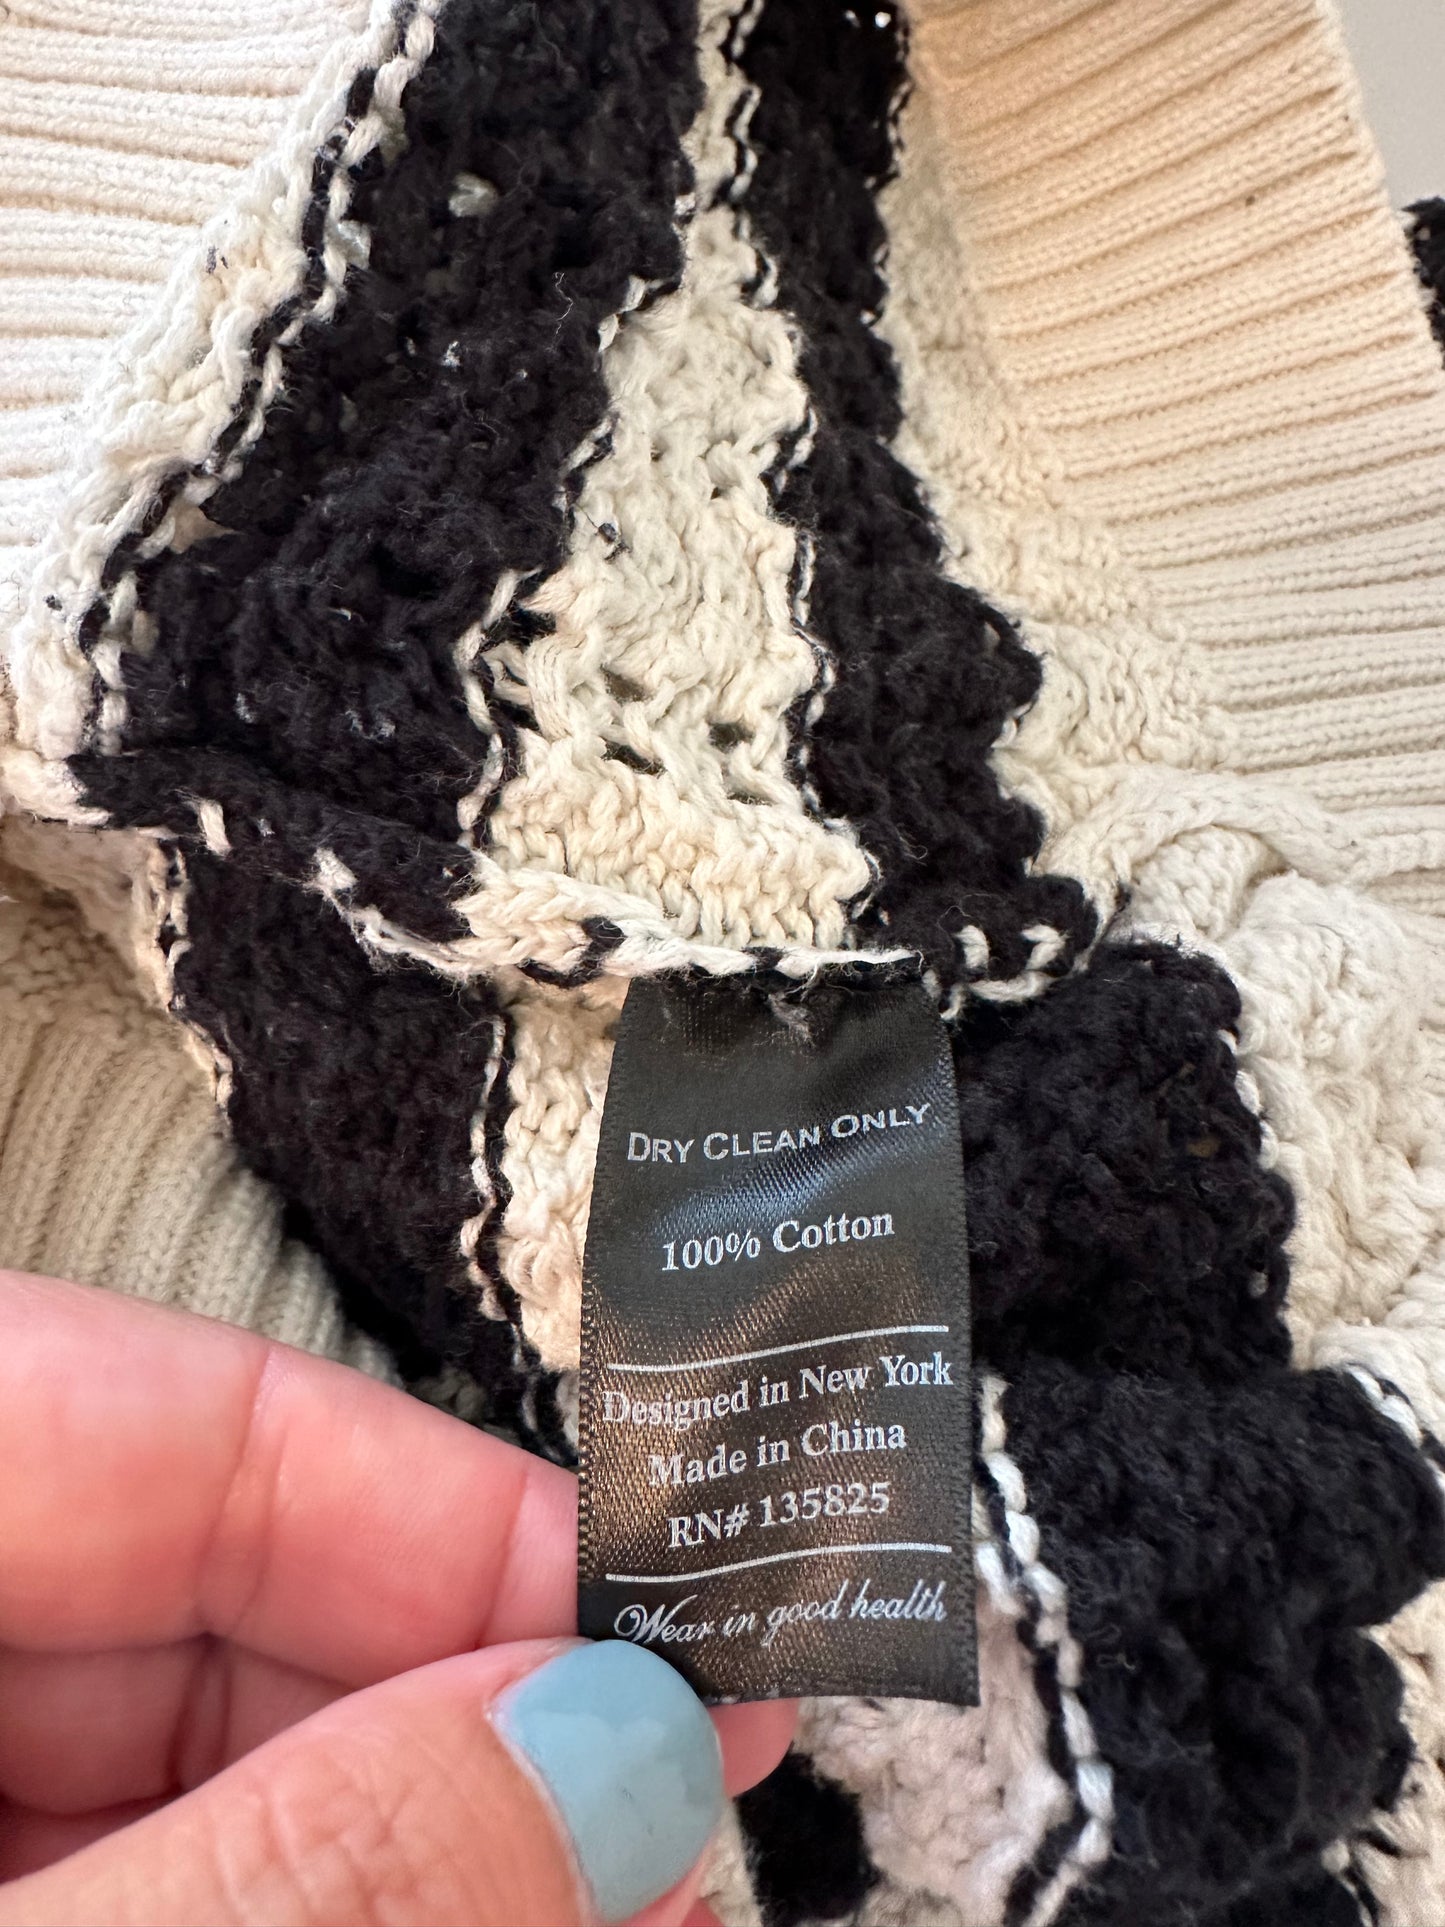 DRY CLEAN ONLY
100% Cotton
Designed in New York
Made in China
RN# 135825
Wear in good health